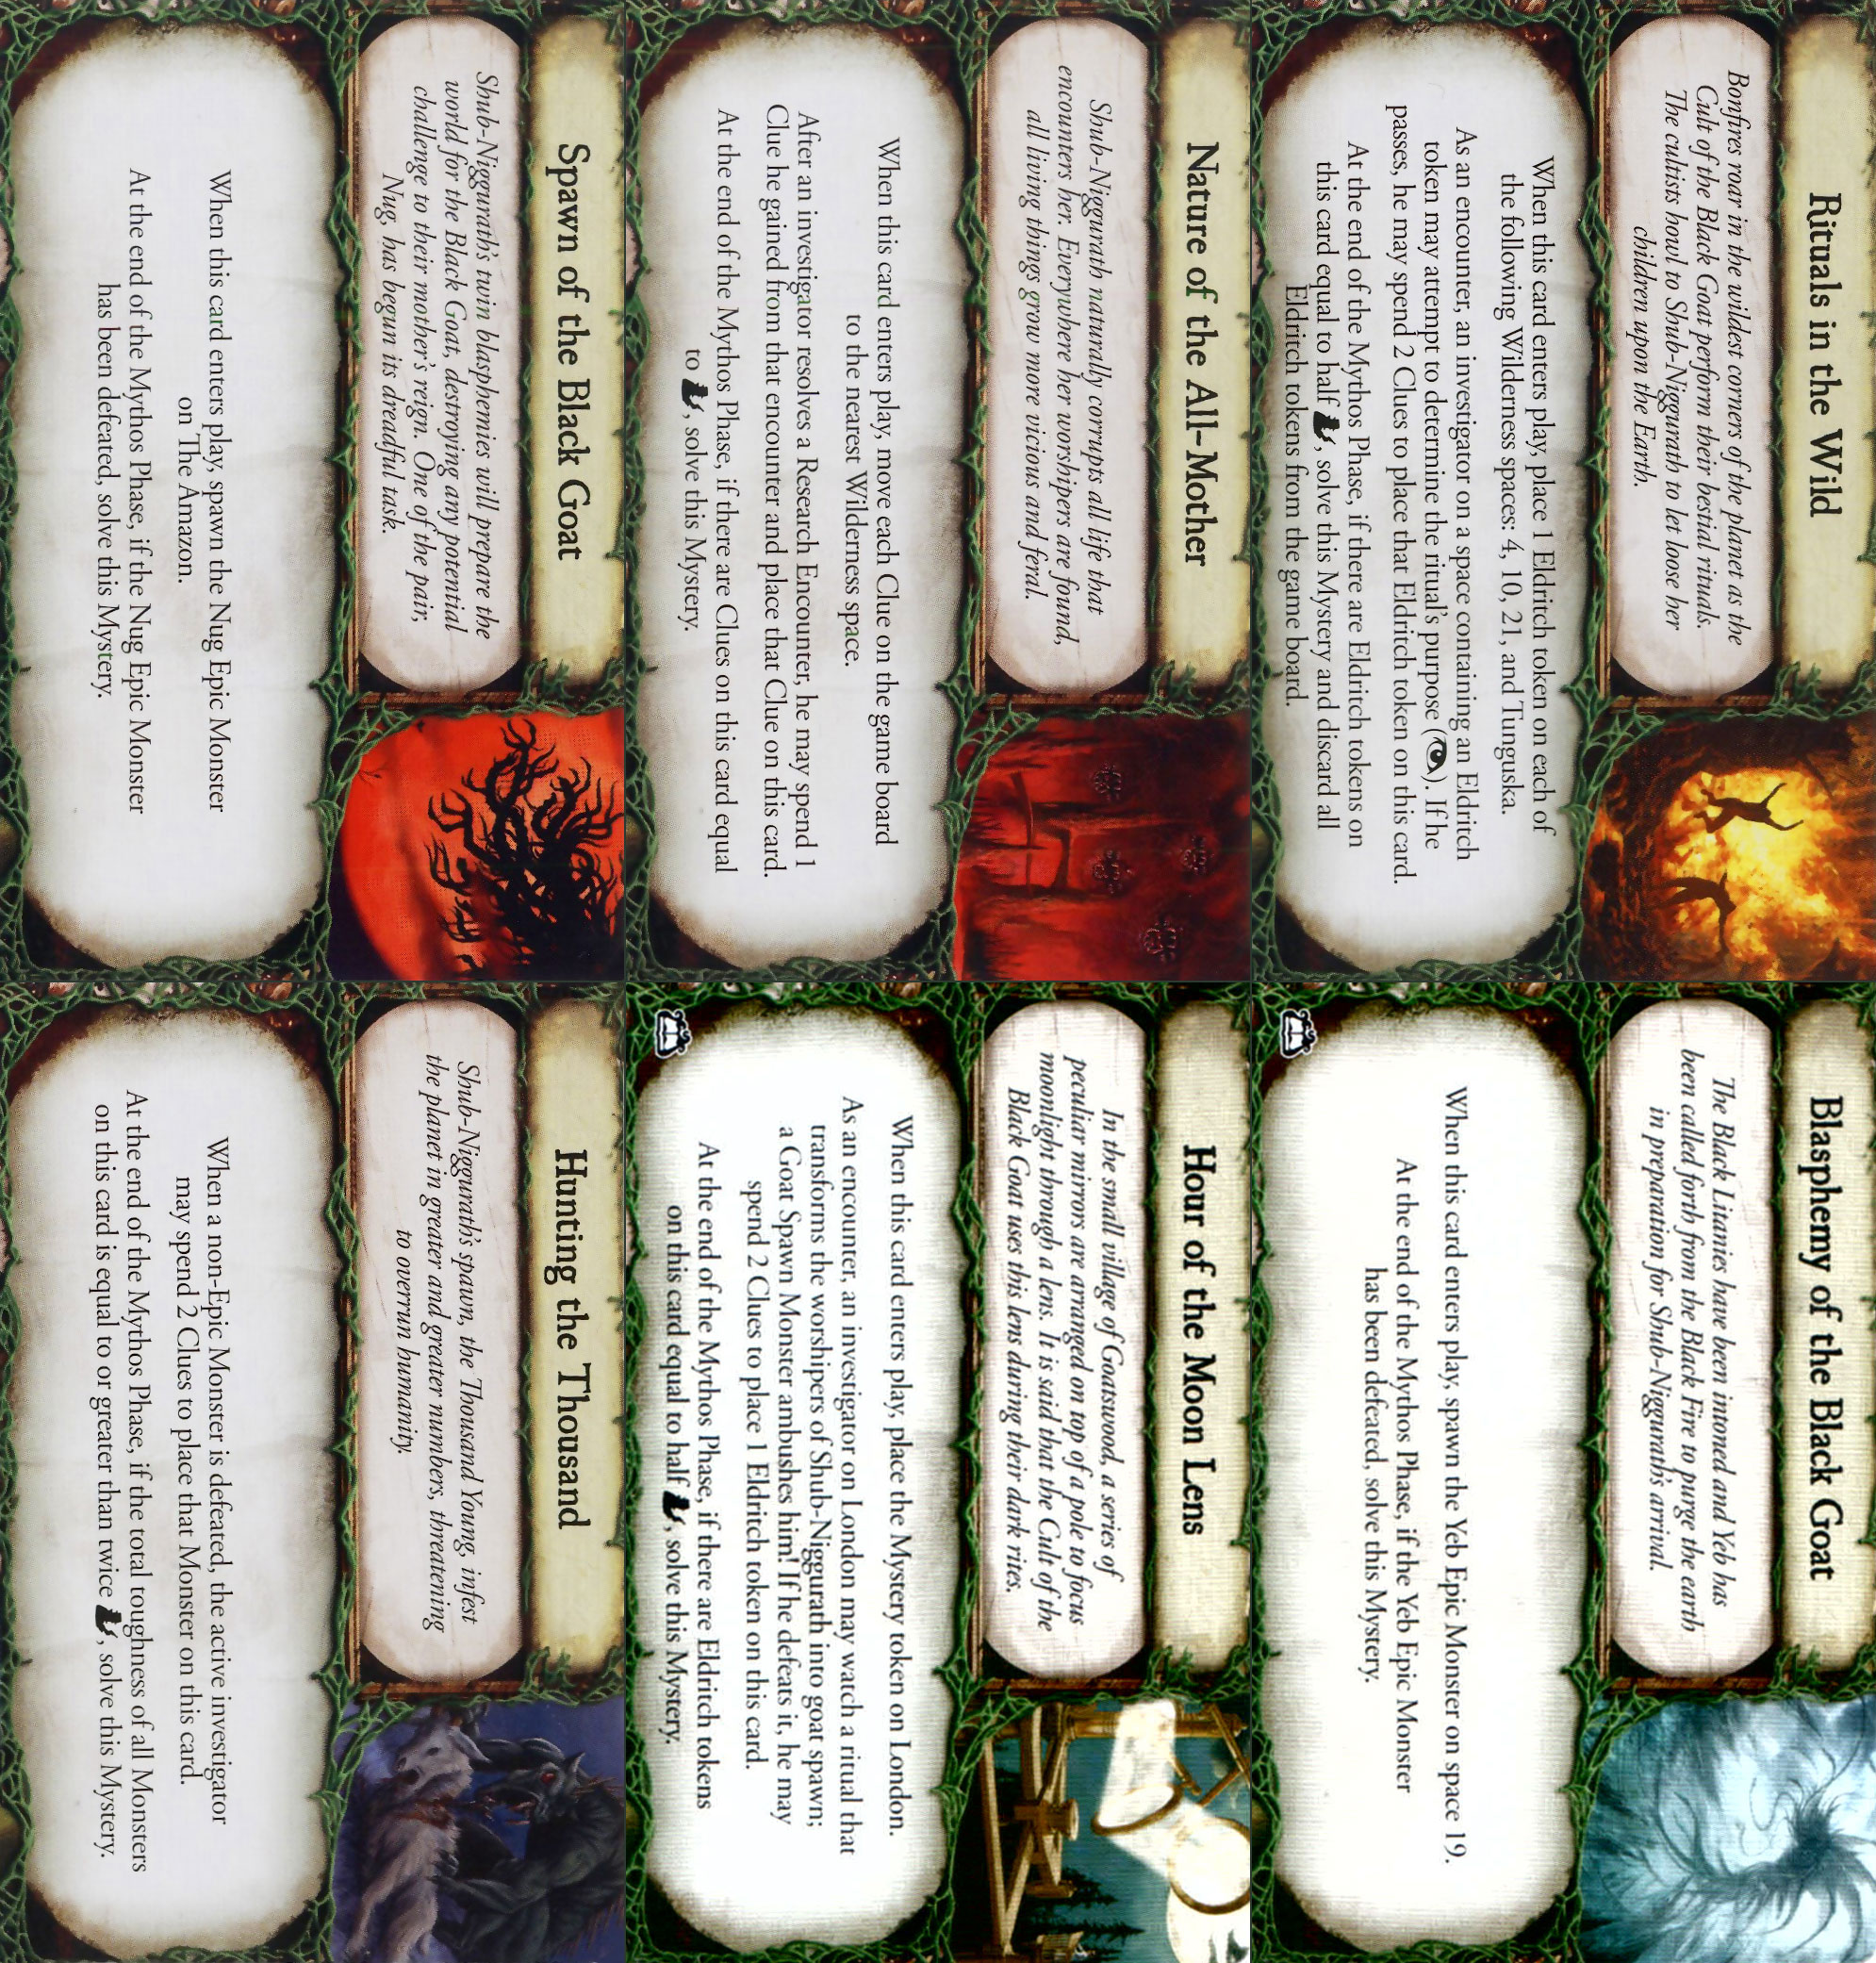 Rituals in the Wild
Bonfires roar in the wildest corners of the planet as the
Cult of the Black Goat perform their bestial rituals.
The cultists howl to Shub-Niggurath to let loose her
children upon the Earth.
When this card enters play, place 1 Eldritch token on each of
the following Wilderness spaces: 4, 10, 21, and Tunguska.
As an encounter, an investigator on a space containing an Eldritch
token may attempt to determine the ritual's purpose (). If he
passes, he may spend 2 Clues to place that Eldritch token on this card.
At the end of the Mythos Phase, if there are Eldritch tokens on
this card equal to half , solve this Mystery and discard all
Eldritch tokens from the game board.
Blasphemy of the Black Goat
The Black Litanies have been intoned and Yeb has
been called forth from the Black Fire to purge the earth
in preparation for Shub-Niggurath's arrival.
When this card enters play, spawn the Yeb Epic Monster on space 19.
At the end of the Mythos Phase, if the Yeb Epic Monster
has been defeated, solve this Mystery.
Nature of the All-Mother
Shub-Niggurath naturally corrupts all life that
encounters her. Everywhere her worshipers are found,
all living things grow more vicious and feral.
When this card enters play, move each Clue on the game board
to the nearest Wilderness space.
After an investigator resolves a Research Encounter, he may spend 1
Clue he gained from that encounter and place that Clue on this card.
At the end of the Mythos Phase, if there are Clues on this card equal
to , solve this Mystery.
Hour of the Moon Lens
In the small village of Goatswood, a series of
peculiar mirrors are arranged on top of a pole to focus
moonlight through a lens. It is said that the Cult of the
Black Goat uses this lens during their dark rites.
When this card enters play, place the Mystery token on London.
As an encounter, an investigator on London may watch a ritual that
transforms the worshipers of Shub-Niggurath into goat spawn;
a Goat Spawn Monster ambushes him! If he defeats it, he may
spend 2 Clues to place 1 Eldritch token on this card.
At the end of the Mythos Phase, if there are Eldritch tokens
on this card equal to half , solve this Mystery.
Spawn of the Black Goat
Shub-Niggurath's twin blasphemies will prepare the
world for the Black Goat, destroying any potential
challenge to their mother's reign. One of the pair,
Nug, has begun its dreadful task.
When this card enters play, spawn the Nug Epic Monster
on The Amazon.
At the end of the Mythos Phase, if the Nug Epic Monster
has been defeated, solve this Mystery.
Hunting the Thousand
Shub-Niggurath's spawn, the Thousand Young, infest
the planet in greater and greater numbers, threatening
to overrun humanity.
When a non-Epic Monster is defeated, the active investigator
may spend 2 Clues to place that Monster on this card.
At the end of the Mythos Phase, if the total toughness of all Monsters
on this card is equal to or greater than twice , solve this Mystery.